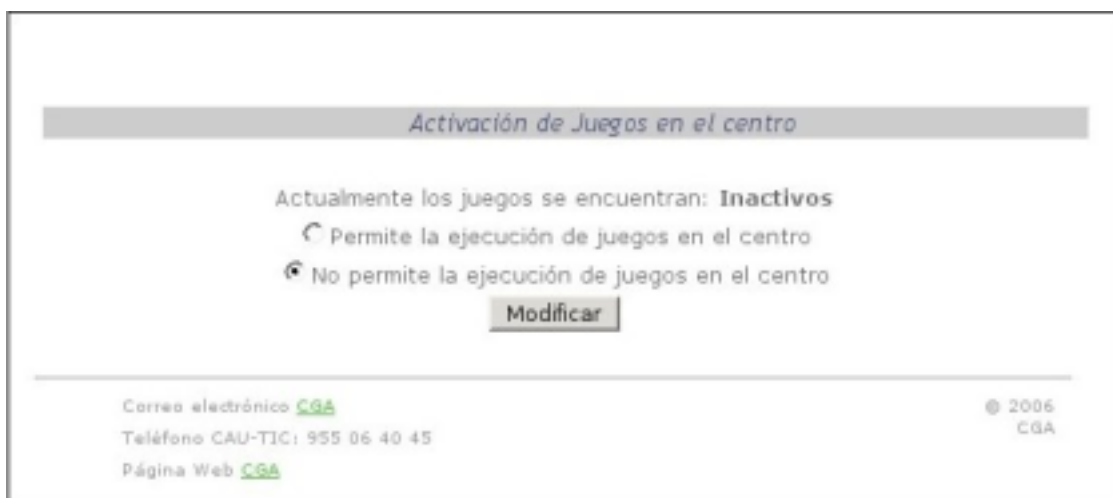 Activación de Juegos en el centro
Actualmente los juegos se encuentran: Inactivos
Permite la ejecución de juegos en el centro
No permite la ejecución de juegos en el centro
Modificar
Correo electrónico CGA
© 2006
CGA
Teléfono CAU-TIC: 955 06 40 45
Página Web CGA